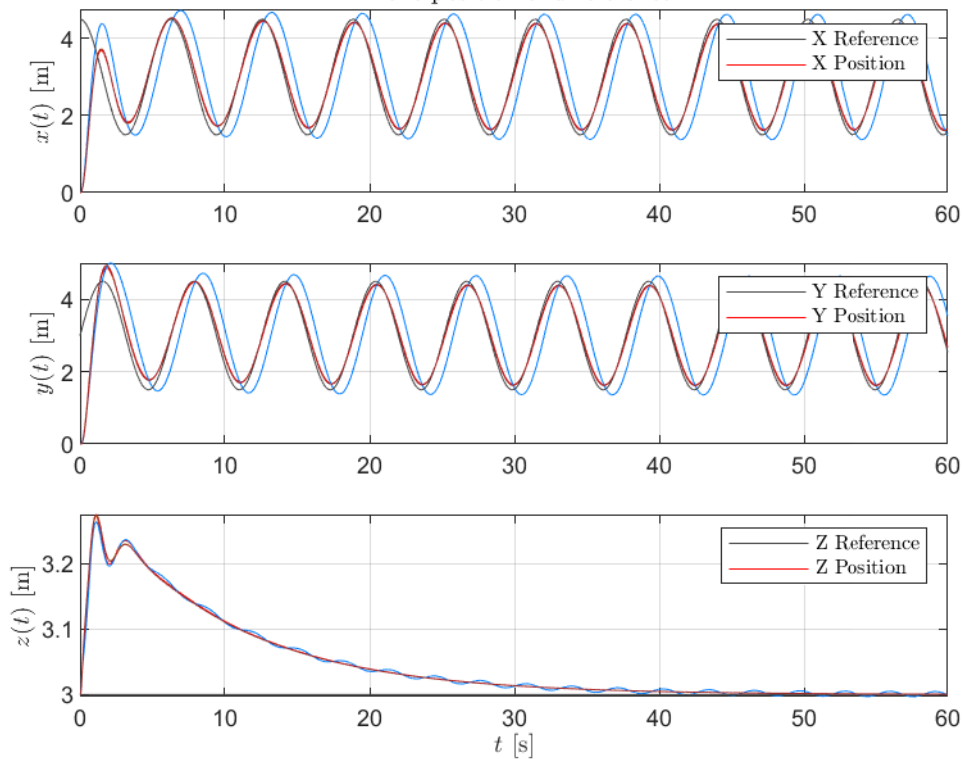 x(t) [m]
4
2
0
0 10 20 30 40 50 60
X Reference
X Position
y(t) [m]
4
2
0
0 10 20 30 40 50 60
Y Reference
Y Position
z(t) [m]
3.2
3.1
3
0 10 20 30 40 50 60
Z Reference
Z Position
t [s]